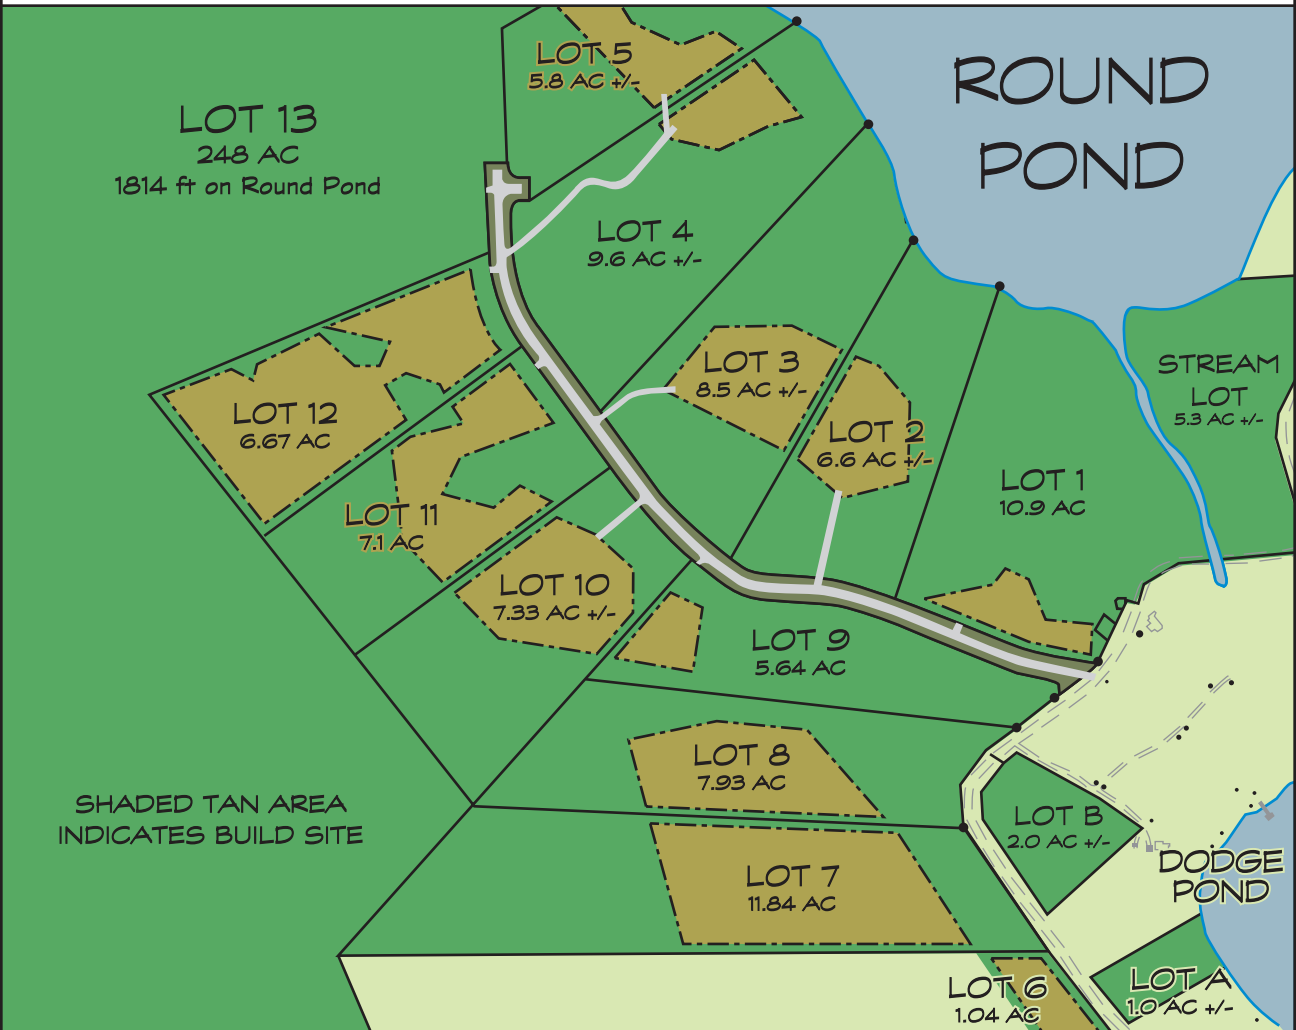 LOT 5
5.8 AC +/-
ROUND
POND
LOT 13
248 AC
1814 ft on Round Pond
LOT 4
9.6 AC +/-
LOT 3
8.5 AC +/-
STREAM
LOT
5.3 AC +/-
LOT 12
6.67 AC
LOT 2
6.6 AC +/-
LOT 1
10.9 AC
LOT 11
7.1 AC
LOT 10
7.33 AC +/-
LOT 9
5.64 AC
LOT 8
7.93 AC
SHADED TAN AREA
INDICATES BUILD SITE
LOT B
2.0 AC +/-
DODGE
POND
LOT 7
11.84 AC
LOT 6
1.04 AC
LOT A
1.0 AC +/-